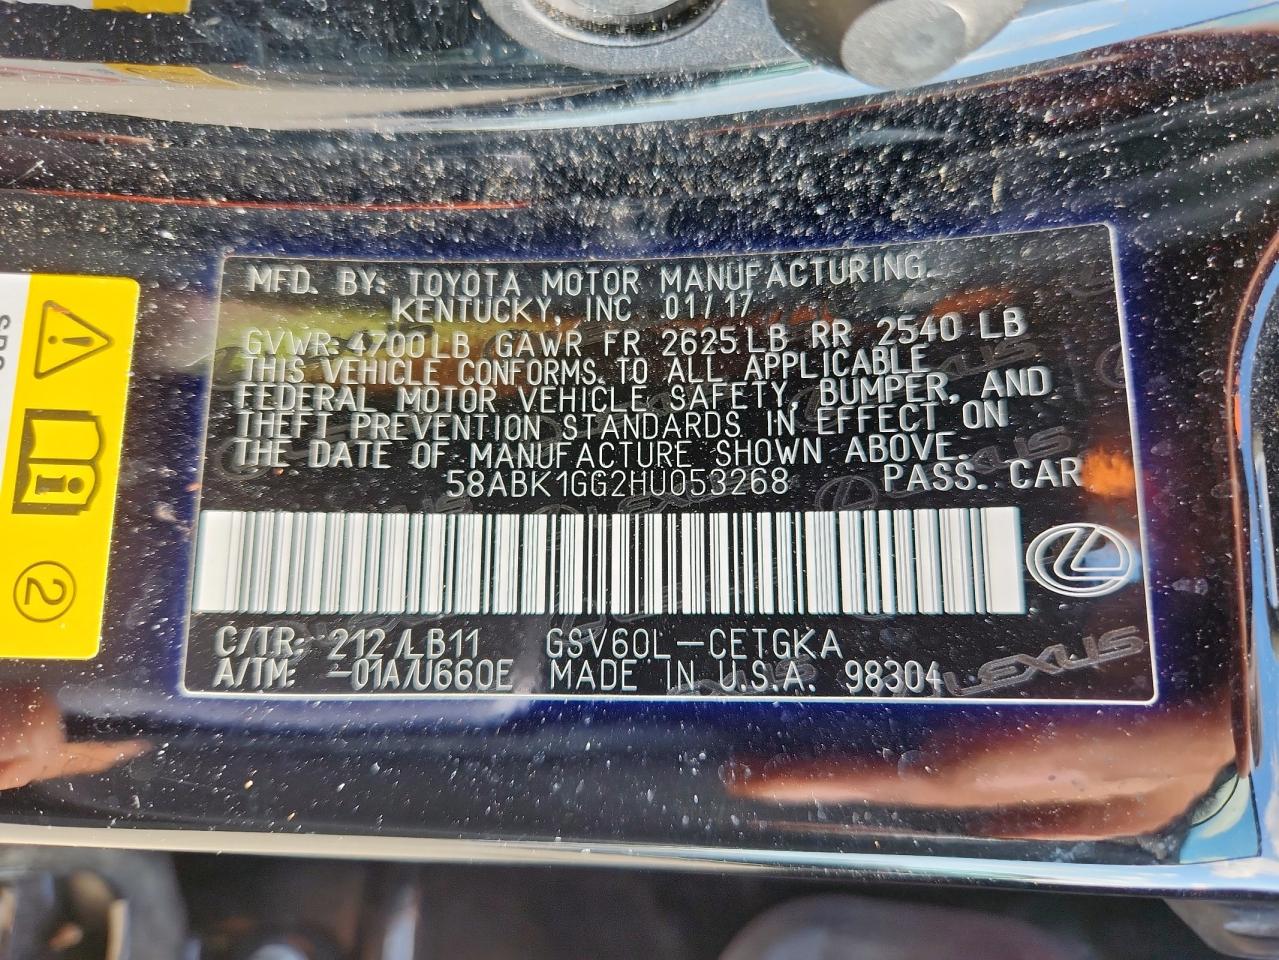 MFD. BY: TOYOTA MOTOR MANUFACTURING
KENTUCKY, INC 01/17
GVWR 4700LB GAWR FR 2625LB RR 2540LB
THIS VEHICLE CONFORMS TO ALL APPLICABLE
FEDERAL MOTOR VEHICLE SAFETY, BUMPER, AND
THEFT PREVENTION STANDARDS IN EFFECT ON
THE DATE OF MANUFACTURE SHOWN ABOVE.
58ABK1GG2HU053268 PASS. CAR
C/TR: 212/LB11 GSV60L-CETGKA
A/TM: -01A/U660E MADE IN U.S.A. 98304
LEXUS
2